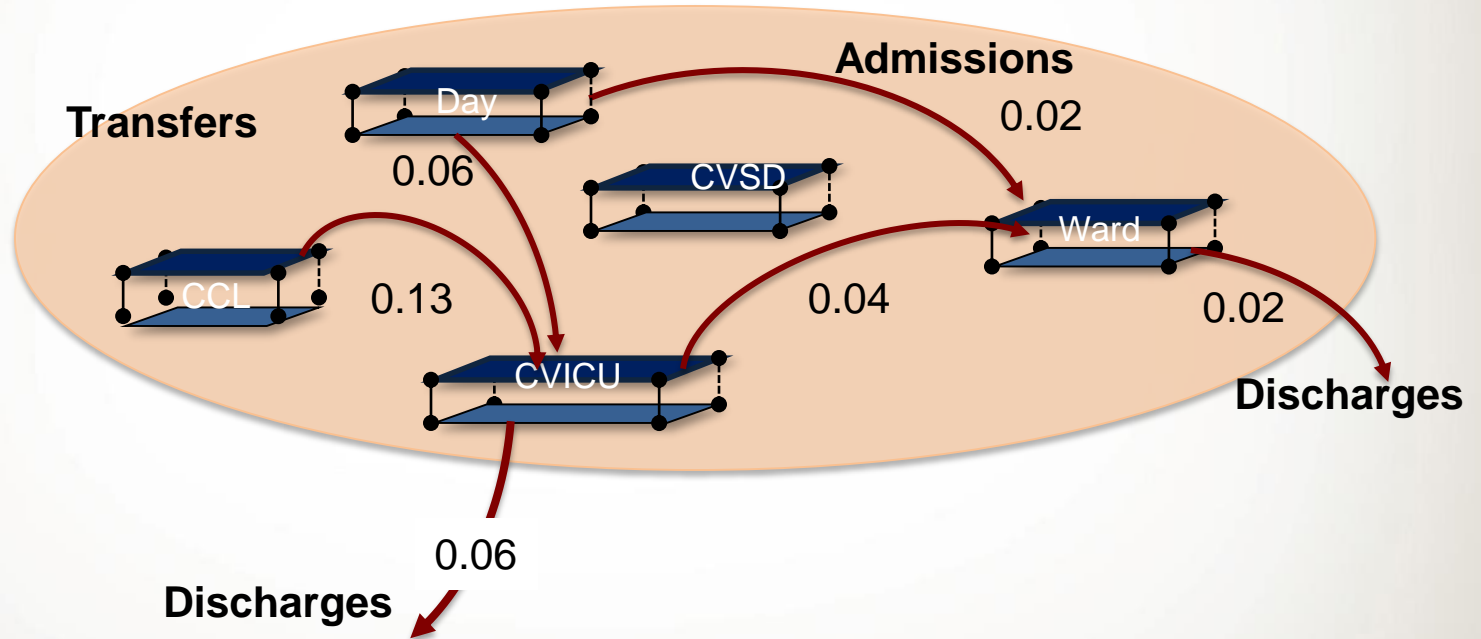 Admissions
Day
Transfers
0.02
0.06
CVSD
Ward
CCL
0.13
0.04
0.02
CVICU
Discharges
0.06
Discharges